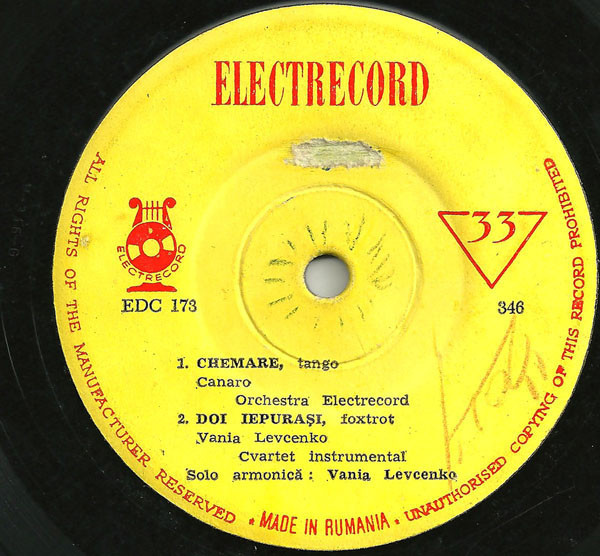 ELECTRECORD
ELECTRECORD
33
EDC 173
346
1. CHEMARE, tango
Canaro
Orchestra Electrecord
2. DOI IEPURAȘI, foxtrot
Vania Levcenko
Cvartet instrumental
Solo armonică : Vania Levcenko
ALL RIGHTS OF THE MANUFACTURER RESERVED * MADE IN RUMANIA * UNAUTHORISED COPYING OF THIS RECORD PROHIBITED